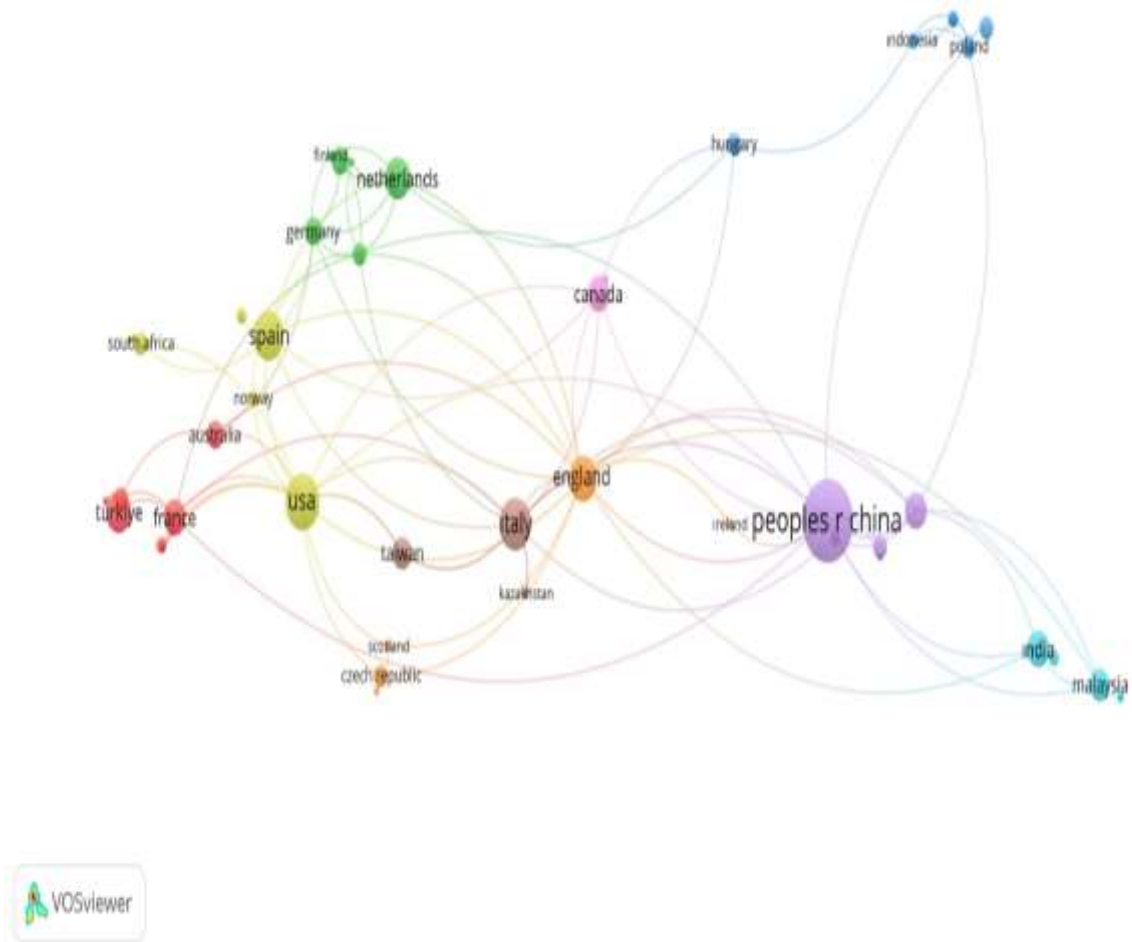 indonesia
poland
hungary
finland
netherlands
germany
canada
south africa
spain
norway
australia
türkiye
france
usa
taiwan
italy
england
ireland
peoples r china
kazakhstan
scotland
czech republic
india
malaysia
VOSviewer